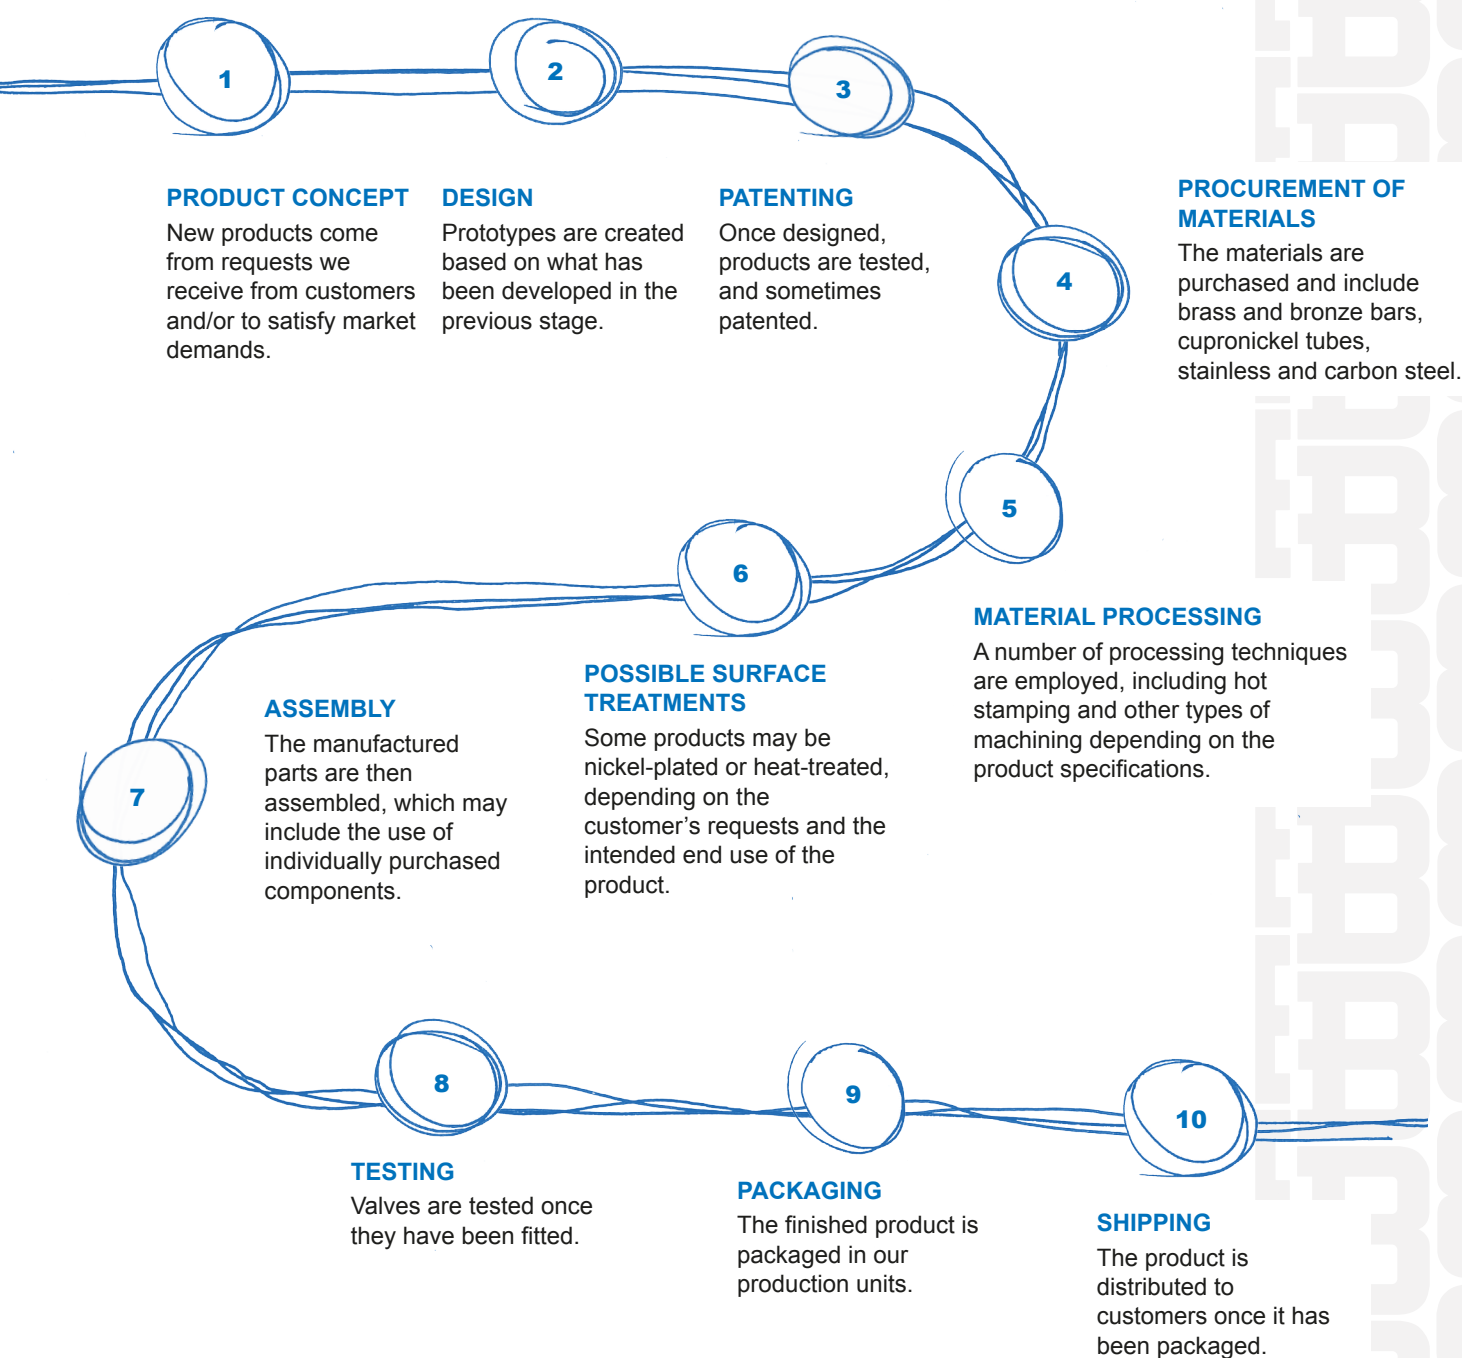 1
PRODUCT CONCEPT
New products come
from requests we
receive from customers
and/or to satisfy market
demands.
2
DESIGN
Prototypes are created
based on what has
been developed in the
previous stage.
3
PATENTING
Once designed,
products are tested,
and sometimes
patented.
4
PROCUREMENT OF
MATERIALS
The materials are
purchased and include
brass and bronze bars,
cupronickel tubes,
stainless and carbon steel.
5
MATERIAL PROCESSING
A number of processing techniques
are employed, including hot
stamping and other types of
machining depending on the
product specifications.
6
POSSIBLE SURFACE
TREATMENTS
Some products may be
nickel-plated or heat-treated,
depending on the
customer’s requests and the
intended end use of the
product.
7
ASSEMBLY
The manufactured
parts are then
assembled, which may
include the use of
individually purchased
components.
8
TESTING
Valves are tested once
they have been fitted.
9
PACKAGING
The finished product is
packaged in our
production units.
10
SHIPPING
The product is
distributed to
customers once it has
been packaged.